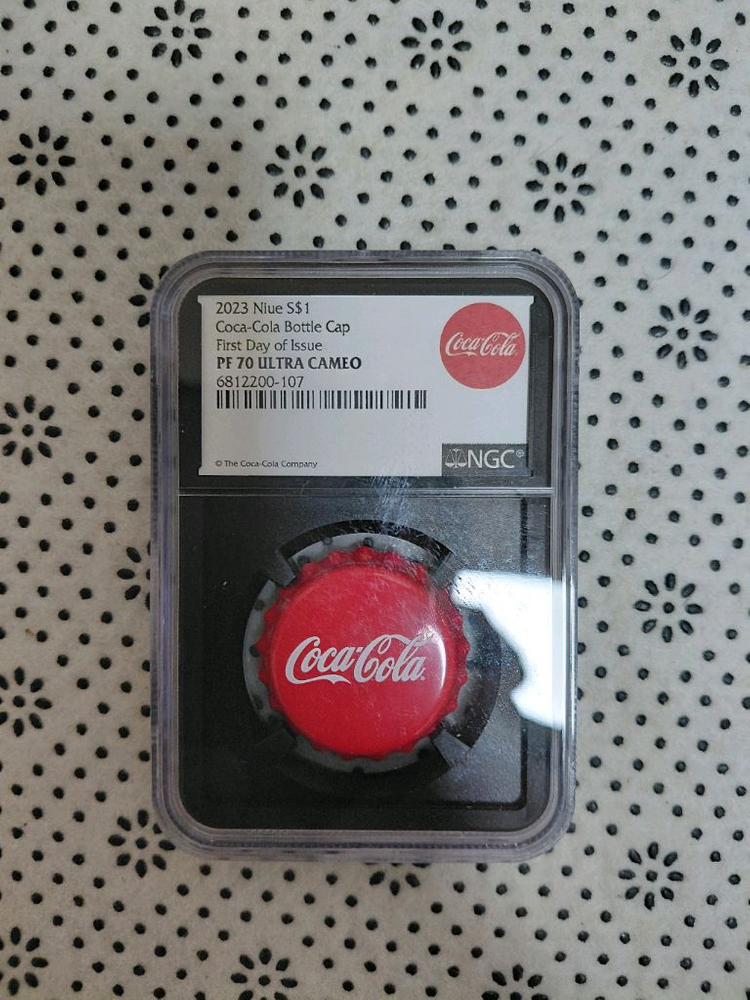 2023 Niue S$1
Coca-Cola Bottle Cap
First Day of Issue
PF 70 ULTRA CAMEO
6812200-107
Coca-Cola
© The Coca-Cola Company
NGC®
Coca-Cola